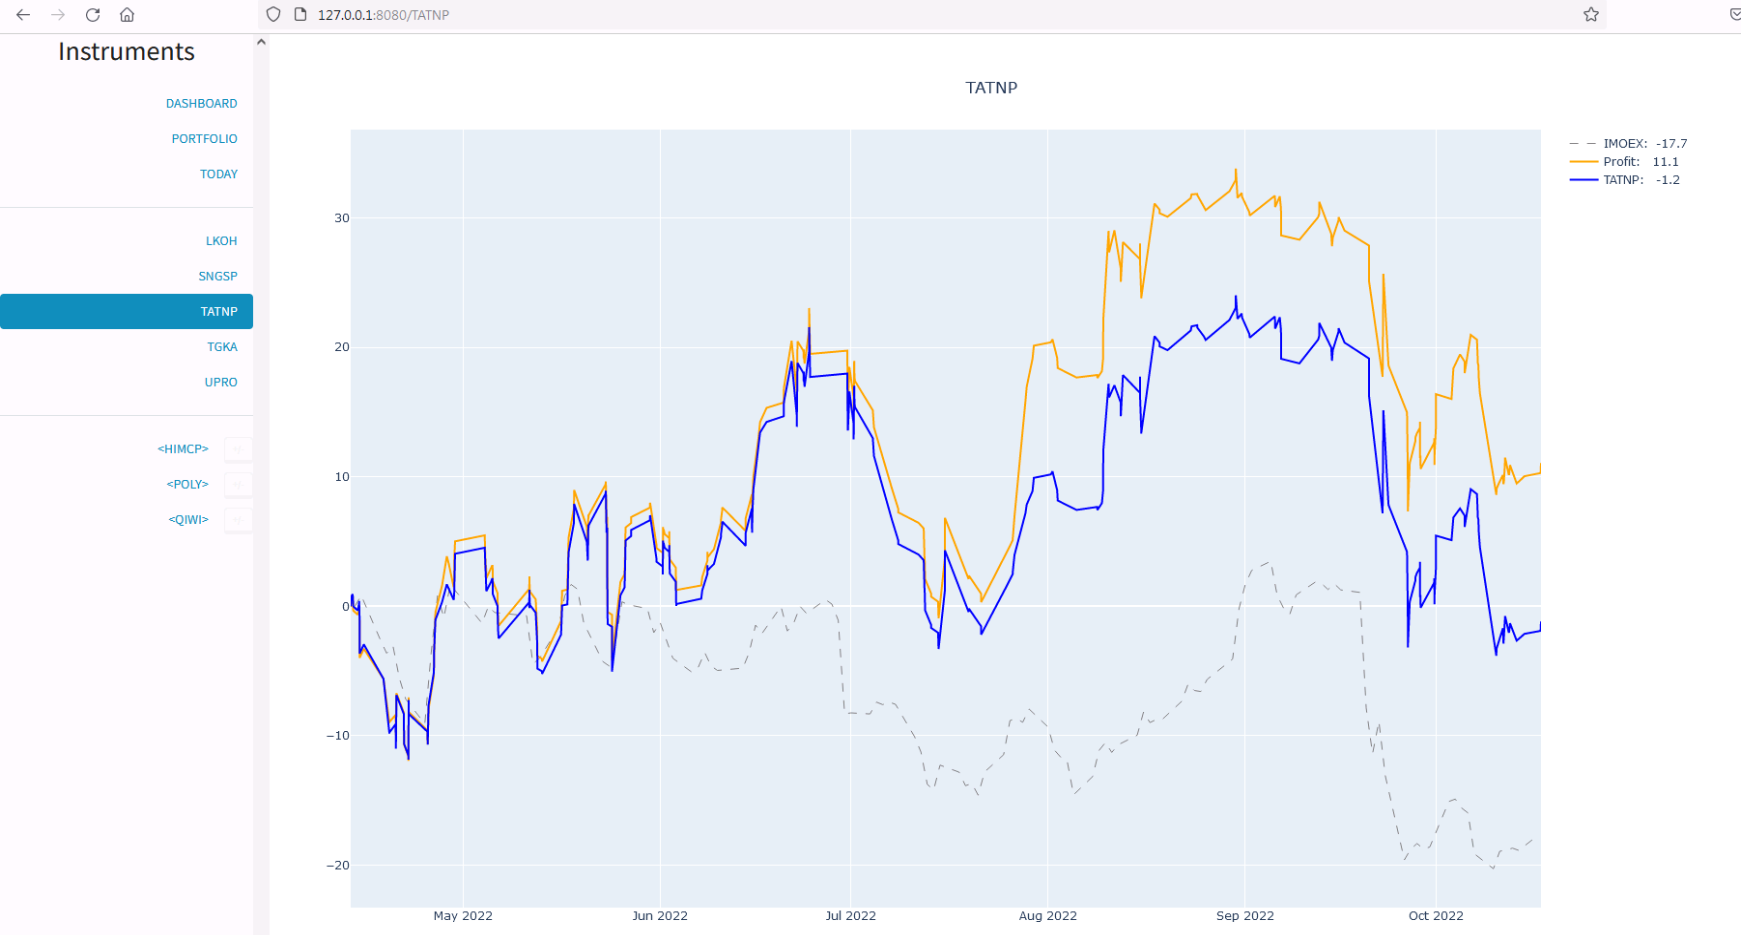 127.0.0.1:8080/TATNP
Instruments
DASHBOARD
PORTFOLIO
TODAY
LKOH
SNGSP
TATNP
TGKA
UPRO
<HIMCP>
<POLY>
<QIWI>
TATNP
IMOEX: -17.7
Profit: 11.1
TATNP: -1.2
30
20
10
0
−10
−20
May 2022
Jun 2022
Jul 2022
Aug 2022
Sep 2022
Oct 2022